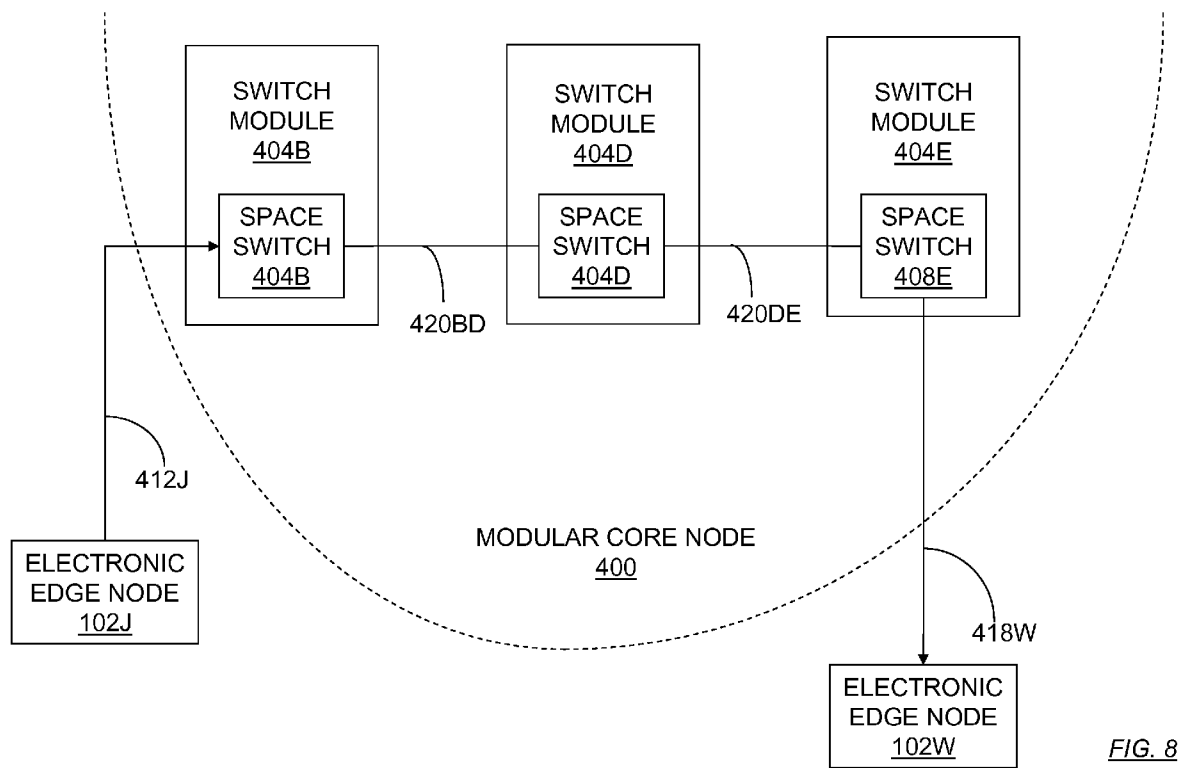 SWITCH
MODULE
404B
SPACE
SWITCH
404B
SWITCH
MODULE
404D
SPACE
SWITCH
404D
SWITCH
MODULE
404E
SPACE
SWITCH
408E
420BD
420DE
412J
MODULAR CORE NODE
400
ELECTRONIC
EDGE NODE
102J
418W
ELECTRONIC
EDGE NODE
102W
FIG. 8